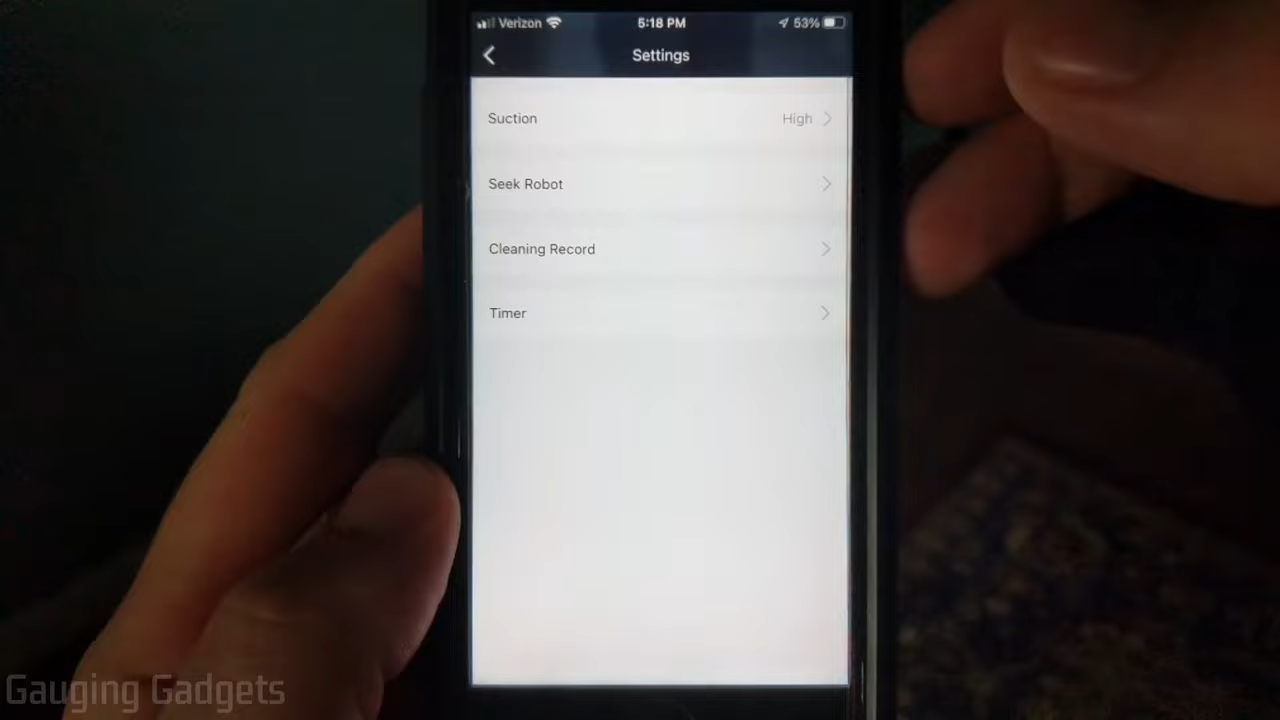 Verizon 5:18 PM 53%
Settings
Suction High
Seek Robot
Cleaning Record
Timer
Gauging Gadgets